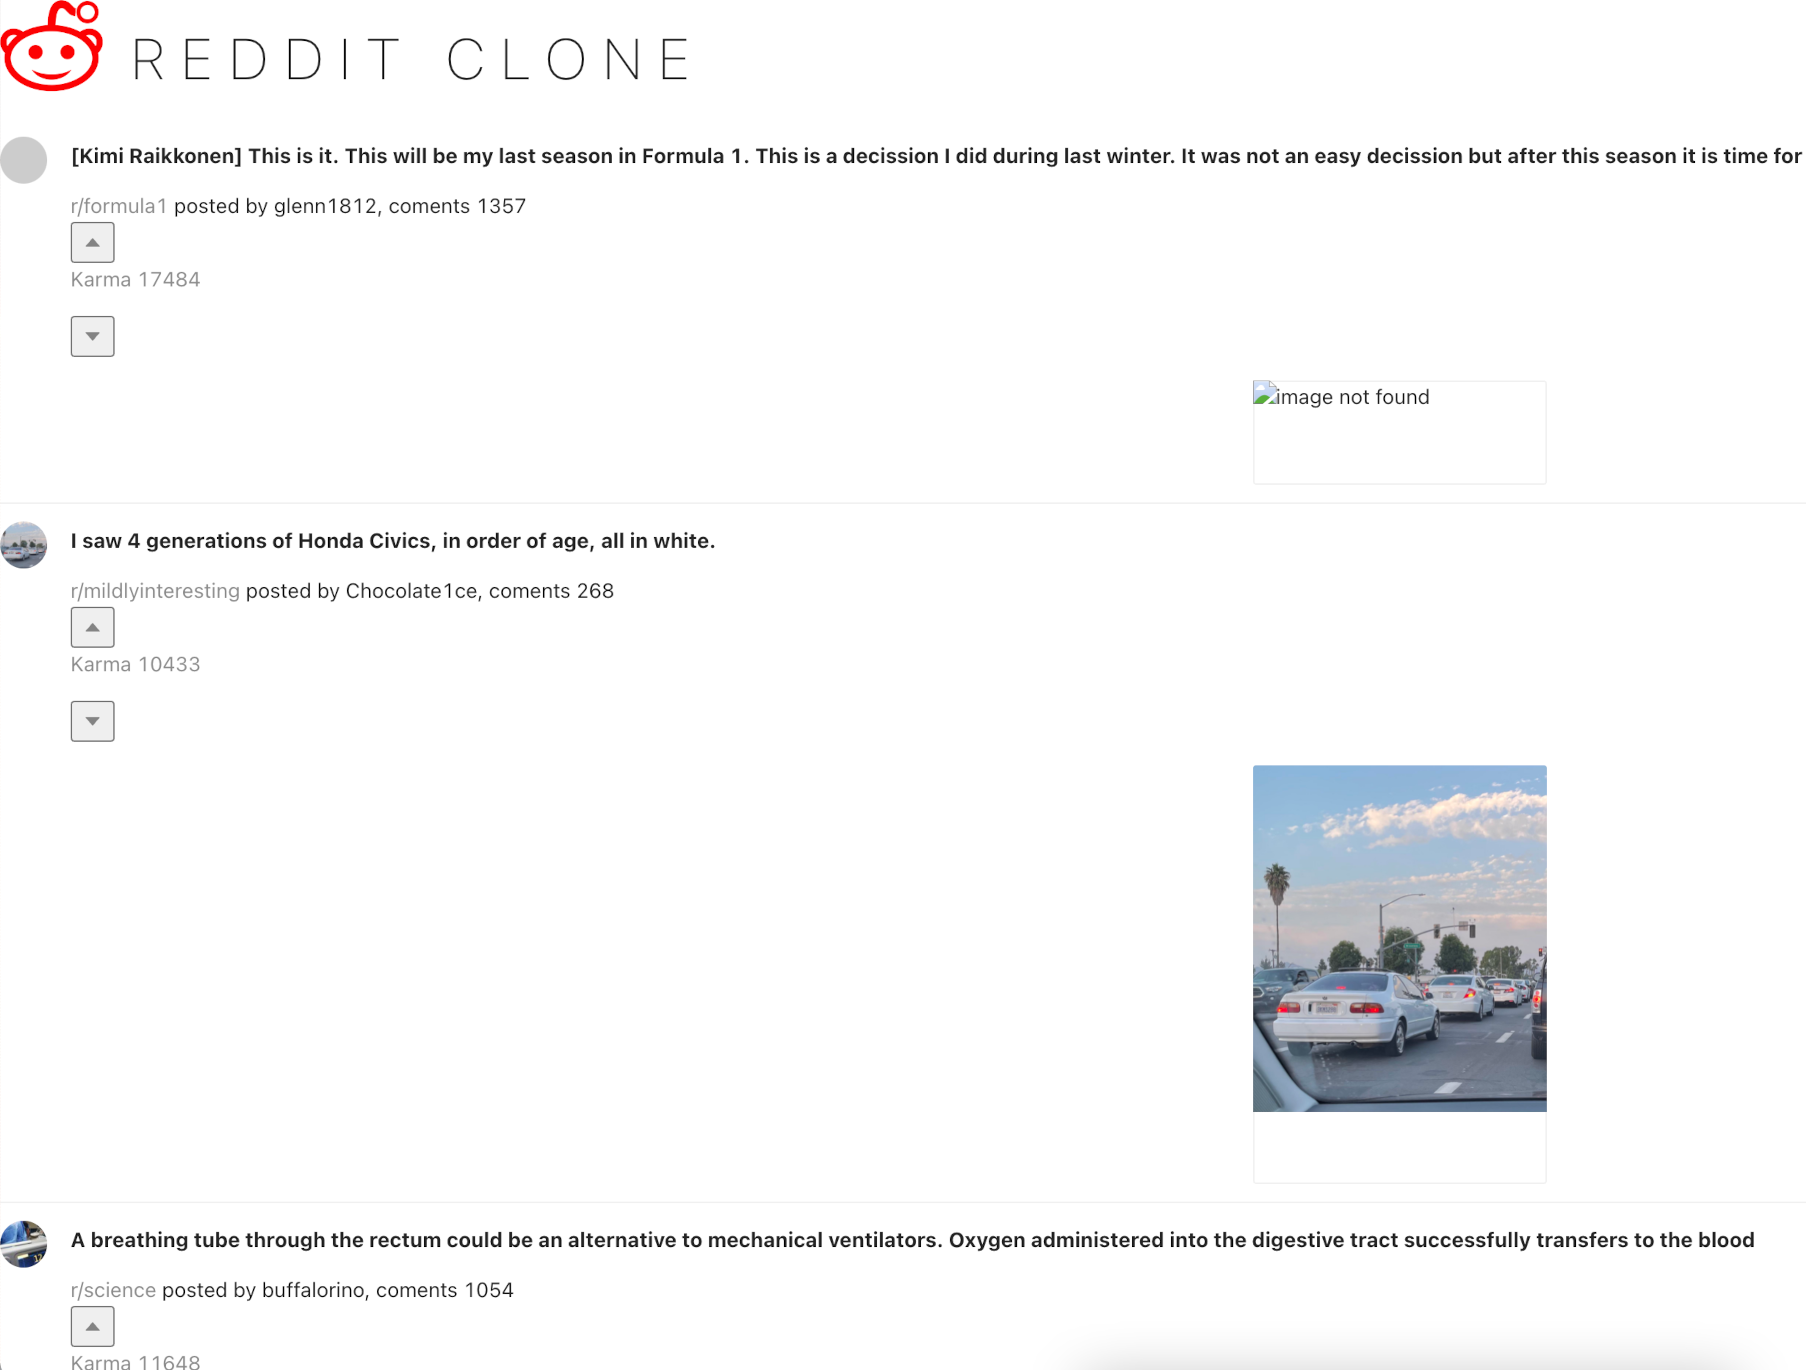 REDDIT CLONE
[Kimi Raikkonen] This is it. This will be my last season in Formula 1. This is a decission I did during last winter. It was not an easy decission but after this season it is time for
r/formula1 posted by glenn1812, coments 1357
Karma 17484
image not found
I saw 4 generations of Honda Civics, in order of age, all in white.
r/mildlyinteresting posted by Chocolate1ce, coments 268
Karma 10433
A breathing tube through the rectum could be an alternative to mechanical ventilators. Oxygen administered into the digestive tract successfully transfers to the blood
r/science posted by buffalorino, coments 1054
Karma 11648